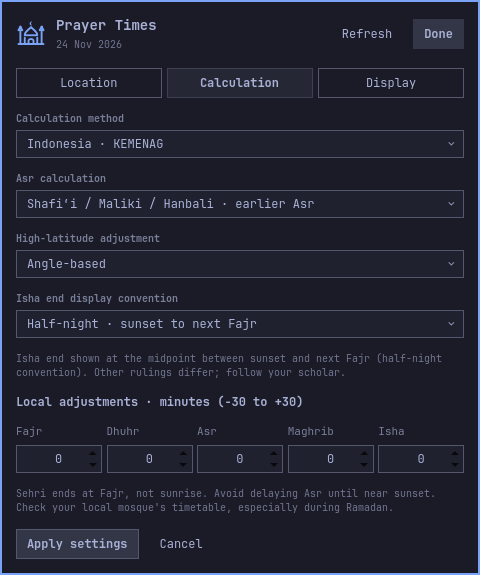 Prayer Times
24 Nov 2026
Refresh
Done
Location
Calculation
Display
Calculation method
Indonesia · KEMENAG
Asr calculation
Shafiʻi / Maliki / Hanbali · earlier Asr
High-latitude adjustment
Angle-based
Isha end display convention
Half-night · sunset to next Fajr
Isha end shown at the midpoint between sunset and next Fajr (half-night
convention). Other rulings differ; follow your scholar.
Local adjustments · minutes (-30 to +30)
Fajr Dhuhr Asr Maghrib Isha
0 0 0 0 0
Sehri ends at Fajr, not sunrise. Avoid delaying Asr until near sunset.
Check your local mosque's timetable, especially during Ramadan.
Apply settings
Cancel